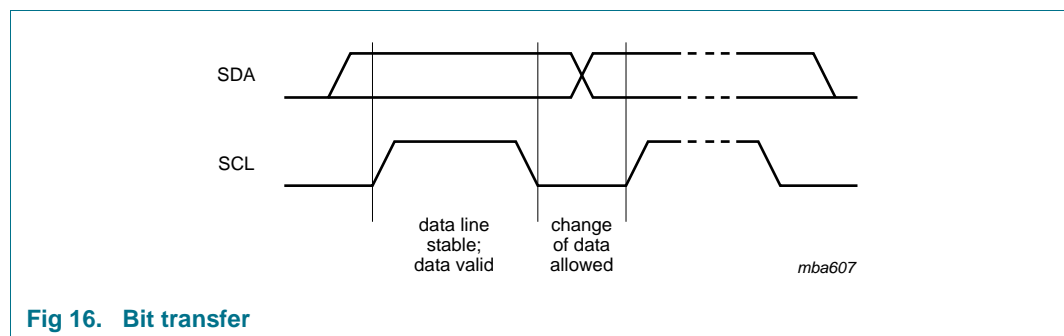 SDA
SCL
data line
stable;
data valid
change
of data
allowed
mba607
Fig 16. Bit transfer